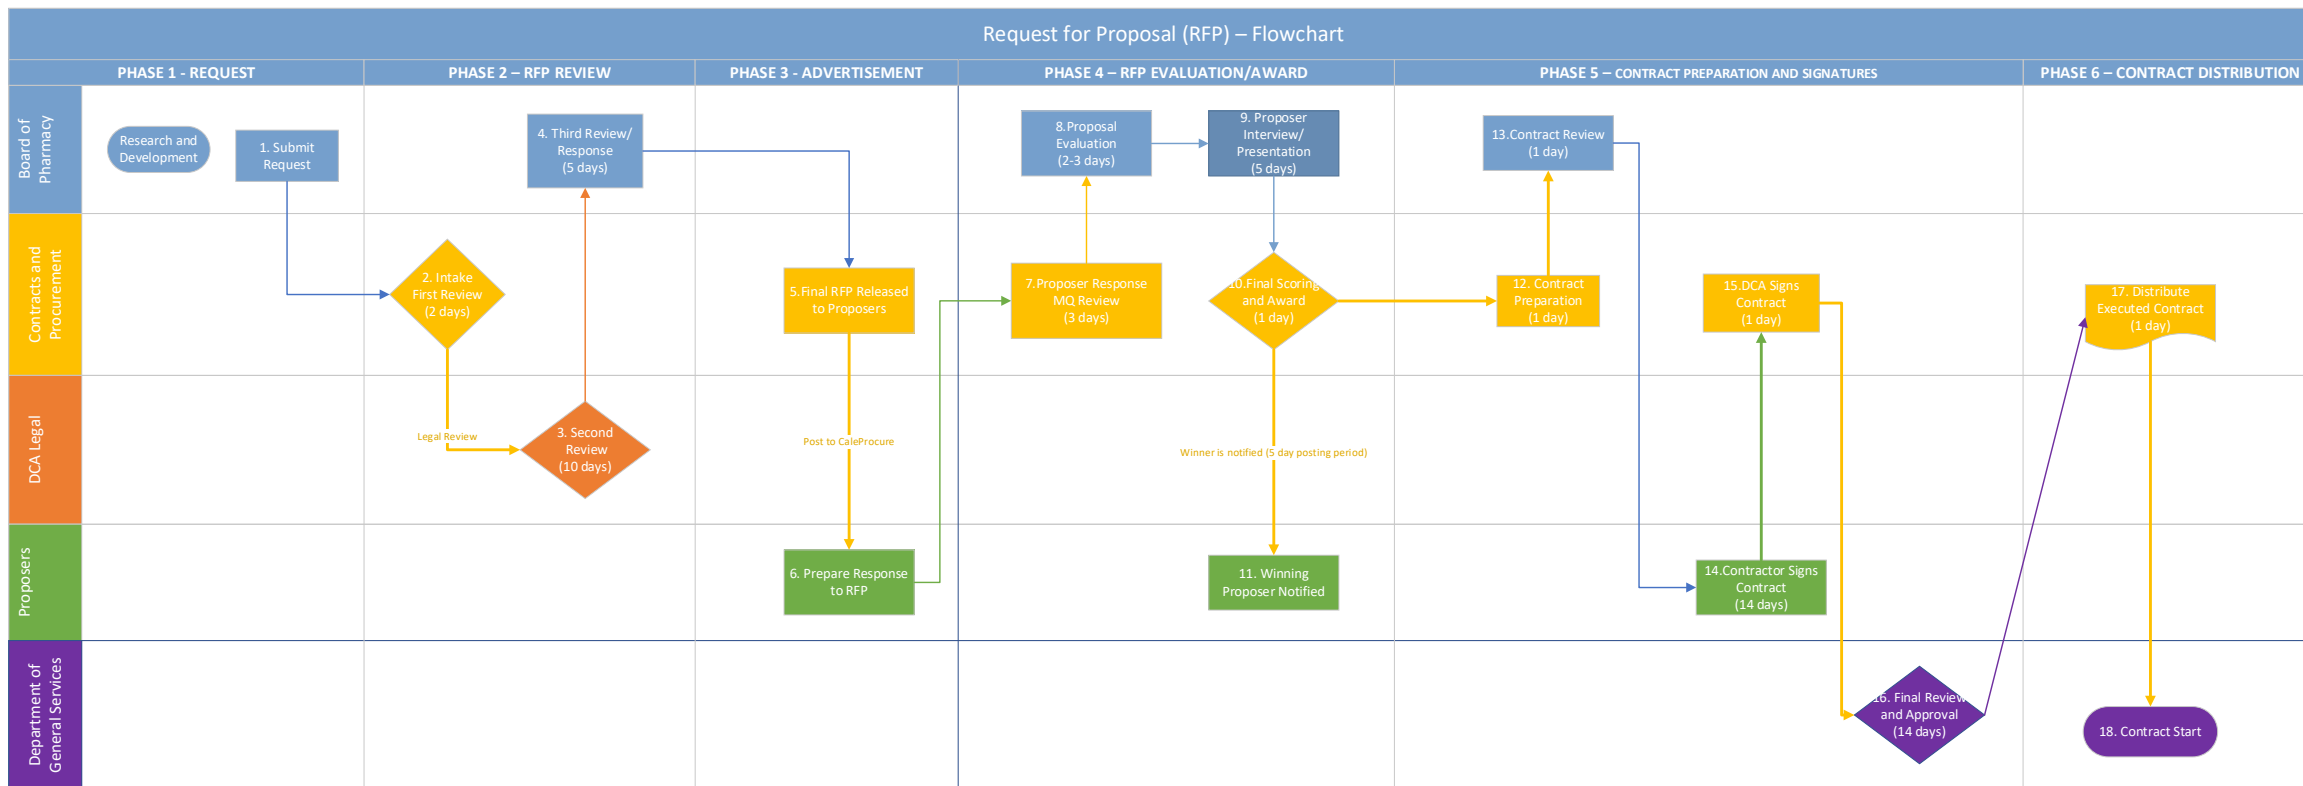 Request for Proposal (RFP) – Flowchart
PHASE 1 - REQUEST
PHASE 2 – RFP REVIEW
PHASE 3 - ADVERTISEMENT
PHASE 4 – RFP EVALUATION/AWARD
PHASE 5 – CONTRACT PREPARATION AND SIGNATURES
PHASE 6 – CONTRACT DISTRIBUTION
Board of
Pharmacy
Research and
Development
1. Submit
Request
4. Third Review/
Response
(5 days)
8.Proposal
Evaluation
(2-3 days)
9. Proposer
Interview/
Presentation
(5 days)
13.Contract Review
(1 day)
Contracts and
Procurement
2. Intake
First Review
(2 days)
5.Final RFP Released
to Proposers
7.Proposer Response
MQ Review
(3 days)
10.Final Scoring
and Award
(1 day)
12. Contract
Preparation
(1 day)
15.DCA Signs
Contract
(1 day)
17. Distribute
Executed Contract
(1 day)
DCA Legal
Legal Review
3. Second
Review
(10 days)
Post to CaleProcure
Winner is notified (5 day posting period)
Proposers
6. Prepare Response
to RFP
11. Winning
Proposer Notified
14.Contractor Signs
Contract
(14 days)
Department of
General Services
16. Final Review
and Approval
(14 days)
18. Contract Start